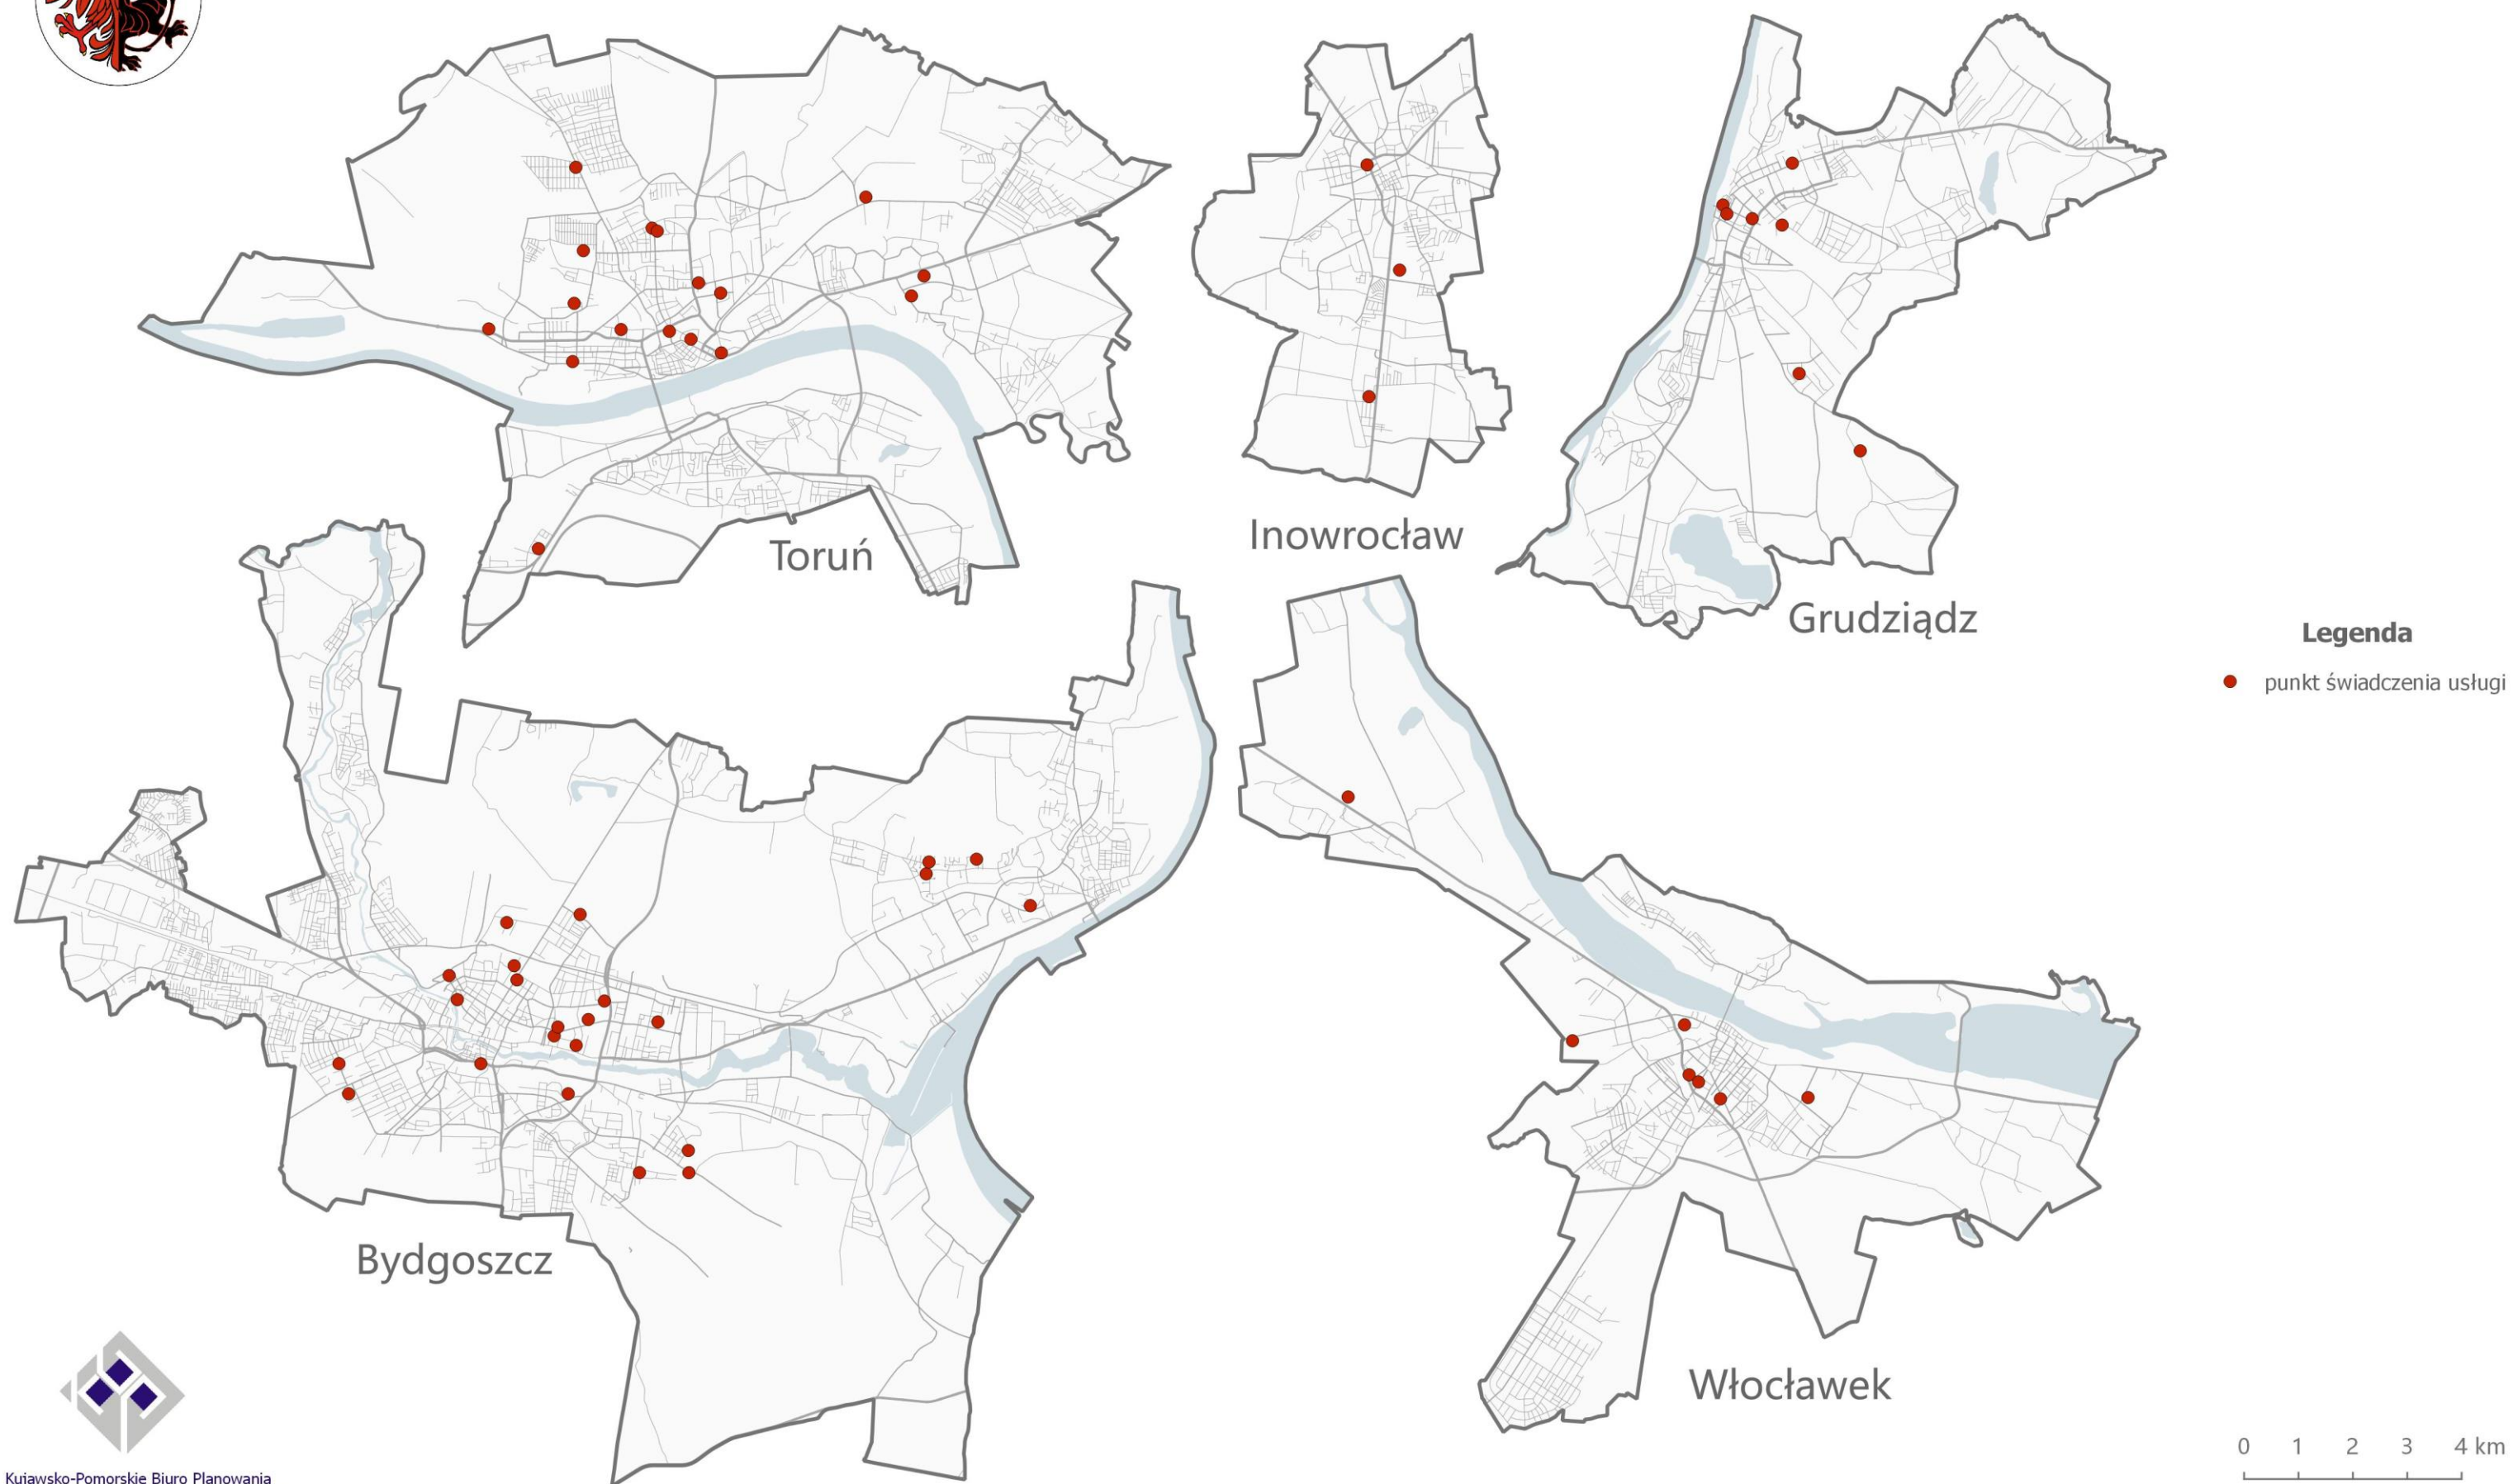 Toruń
Inowrocław
Grudziądz
Legenda
punkt świadczenia usługi
Bydgoszcz
Włocławek
0 1 2 3 4 km
Kujawsko-Pomorskie Biuro Planowania